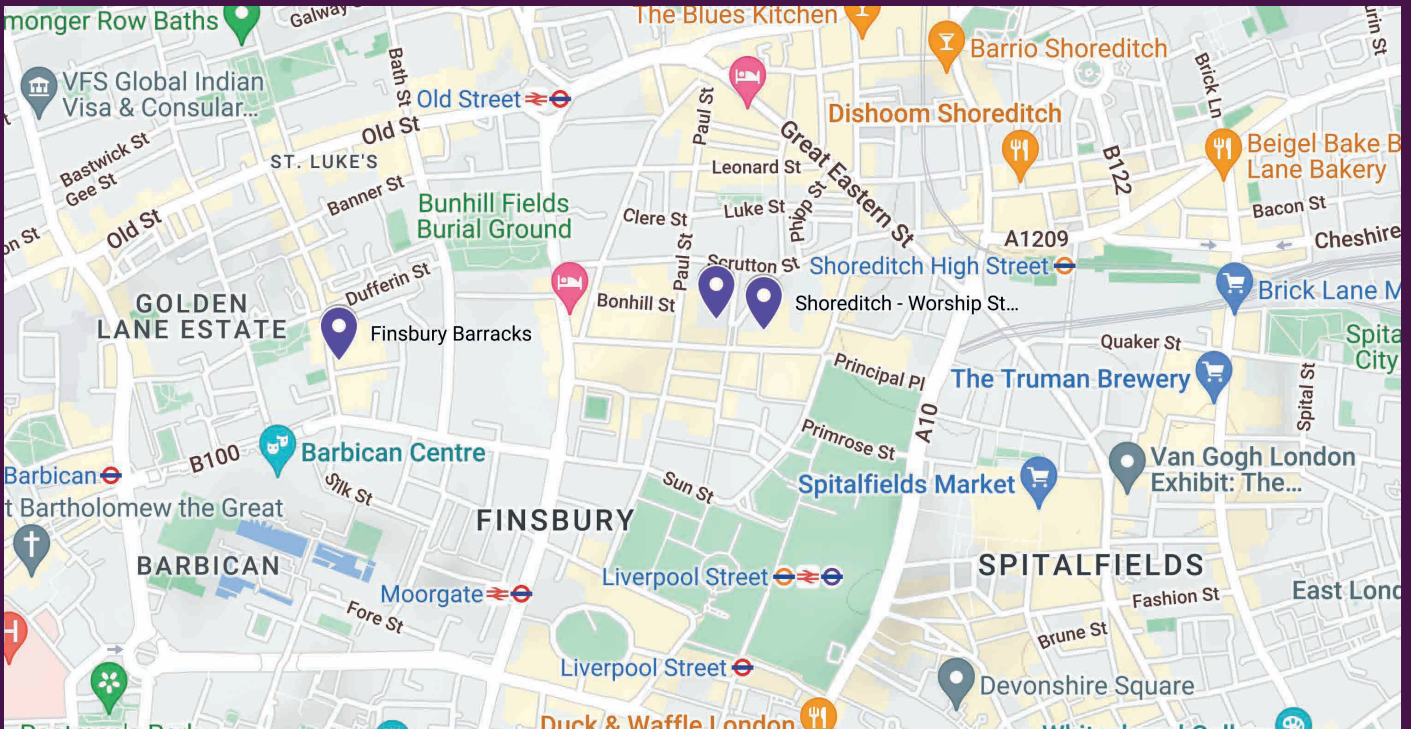 monger Row Baths
Galway
The Blues Kitchen
Barrio Shoreditch
VFS Global Indian
Visa & Consular...
Bath St
Old Street
Paul St
Brick Ln
Dishoom Shoreditch
Old St
ST. LUKE'S
Great Eastern St
Beigel Bake B
Lane Bakery
Bastwick St
Gee St
Leonard St
B122
Banner St
Bunhill Fields
Burial Ground
Clere St
Luke St
Phipp St
Bacon St
on St
Old St
Paul St
A1209
Cheshire
Scrutton St
Shoreditch High Street
Dufferin St
GOLDEN
LANE ESTATE
Bonhill St
Shoreditch - Worship St...
Brick Lane M
Finsbury Barracks
Quaker St
Spita
City
Principal Pl
The Truman Brewery
Spital St
A10
Primrose St
B100
Barbican Centre
Barbican
Silk St
Sun St
Spitalfields Market
Van Gogh London
Exhibit: The...
t Bartholomew the Great
FINSBURY
BARBICAN
Liverpool Street
SPITALFIELDS
Moorgate
Fore St
Fashion St
East Lond
Brune St
Liverpool Street
Devonshire Square
Duck & Waffle London
H